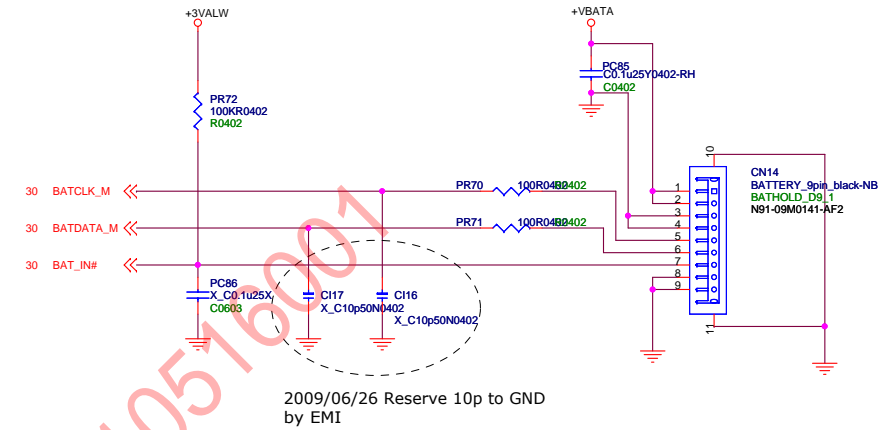 +3VALW
+VBATA
PC85
C0.1u25Y0402-RH
C0402
PR72
100KR0402
R0402
10
CN14
BATTERY_9pin_black-NB
BATHOLD_D9_1
N91-09M0141-AF2
30 BATCLK_M
PR70
100R0402
R0402
1
2
3
4
5
6
7
8
9
30 BATDATA_M
PR71
100R0402
R0402
30 BAT_IN#
PC86
X_C0.1u25X
C0603
CI17
X_C10p50N0402
CI16
X_C10p50N0402
11
2009/06/26 Reserve 10p to GND
by EMI